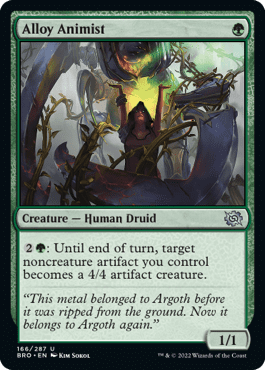 Alloy Animist
Creature — Human Druid
2: Until end of turn, target
noncreature artifact you control
becomes a 4/4 artifact creature.
“This metal belonged to Argoth before
it was ripped from the ground. Now it
belongs to Argoth again.”
1/1
166/287 U
BRO • EN Kim Sokol
™ & © 2022 Wizards of the Coast